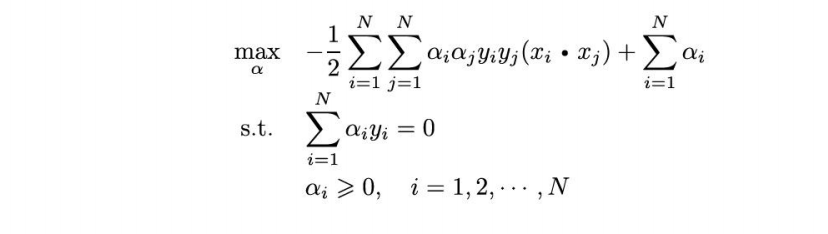 max_α −1/2 ∑_{i=1}^{N} ∑_{j=1}^{N} α_i α_j y_i y_j (x_i • x_j) + ∑_{i=1}^{N} α_i
s.t. ∑_{i=1}^{N} α_i y_i = 0
α_i ⩾ 0, i = 1, 2, ⋯ , N